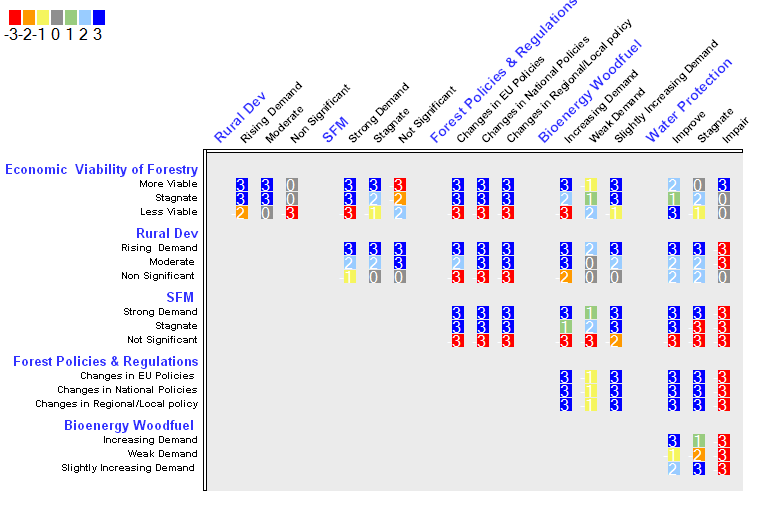 -3 -2 -1 0 1 2 3
Rural Dev
Rising Demand
Moderate
Non Significant
SFM
Strong Demand
Stagnate
Not Significant
Forest Policies & Regulations
Changes in EU Policies
Changes in National Policies
Changes in Regional/Local policy
Bioenergy Woodfuel
Increasing Demand
Weak Demand
Slightly Increasing Demand
Water Protection
Improve
Stagnate
Impair
Economic Viability of Forestry
More Viable 3 3 0 3 3 -3 3 3 3 3 -1 3 2 0 3
Stagnate 3 3 0 3 2 -2 3 3 3 2 1 3 1 2 0
Less Viable -2 0 -3 -3 -1 2 -3 -3 -3 -3 2 -1 3 -1 0
Rural Dev
Rising Demand 3 3 3 2 3 3 3 2 3 3 3 -3
Moderate 2 2 3 2 3 3 3 0 2 2 2 -3
Non Significant -1 0 0 -3 -3 -3 -2 0 0 2 2 0
SFM
Strong Demand 3 3 3 3 1 3 3 3 -3
Stagnate 3 3 3 1 2 3 3 -3 -3
Not Significant -3 -3 -3 -3 -3 -2 -3 -3 -3
Forest Policies & Regulations
Changes in EU Policies 3 -1 3 3 3 -3
Changes in National Policies 3 -1 3 3 3 -3
Changes in Regional/Local policy 3 -1 3 3 3 -3
Bioenergy Woodfuel
Increasing Demand 3 1 -3
Weak Demand -1 -2 -3
Slightly Increasing Demand 2 3 -3